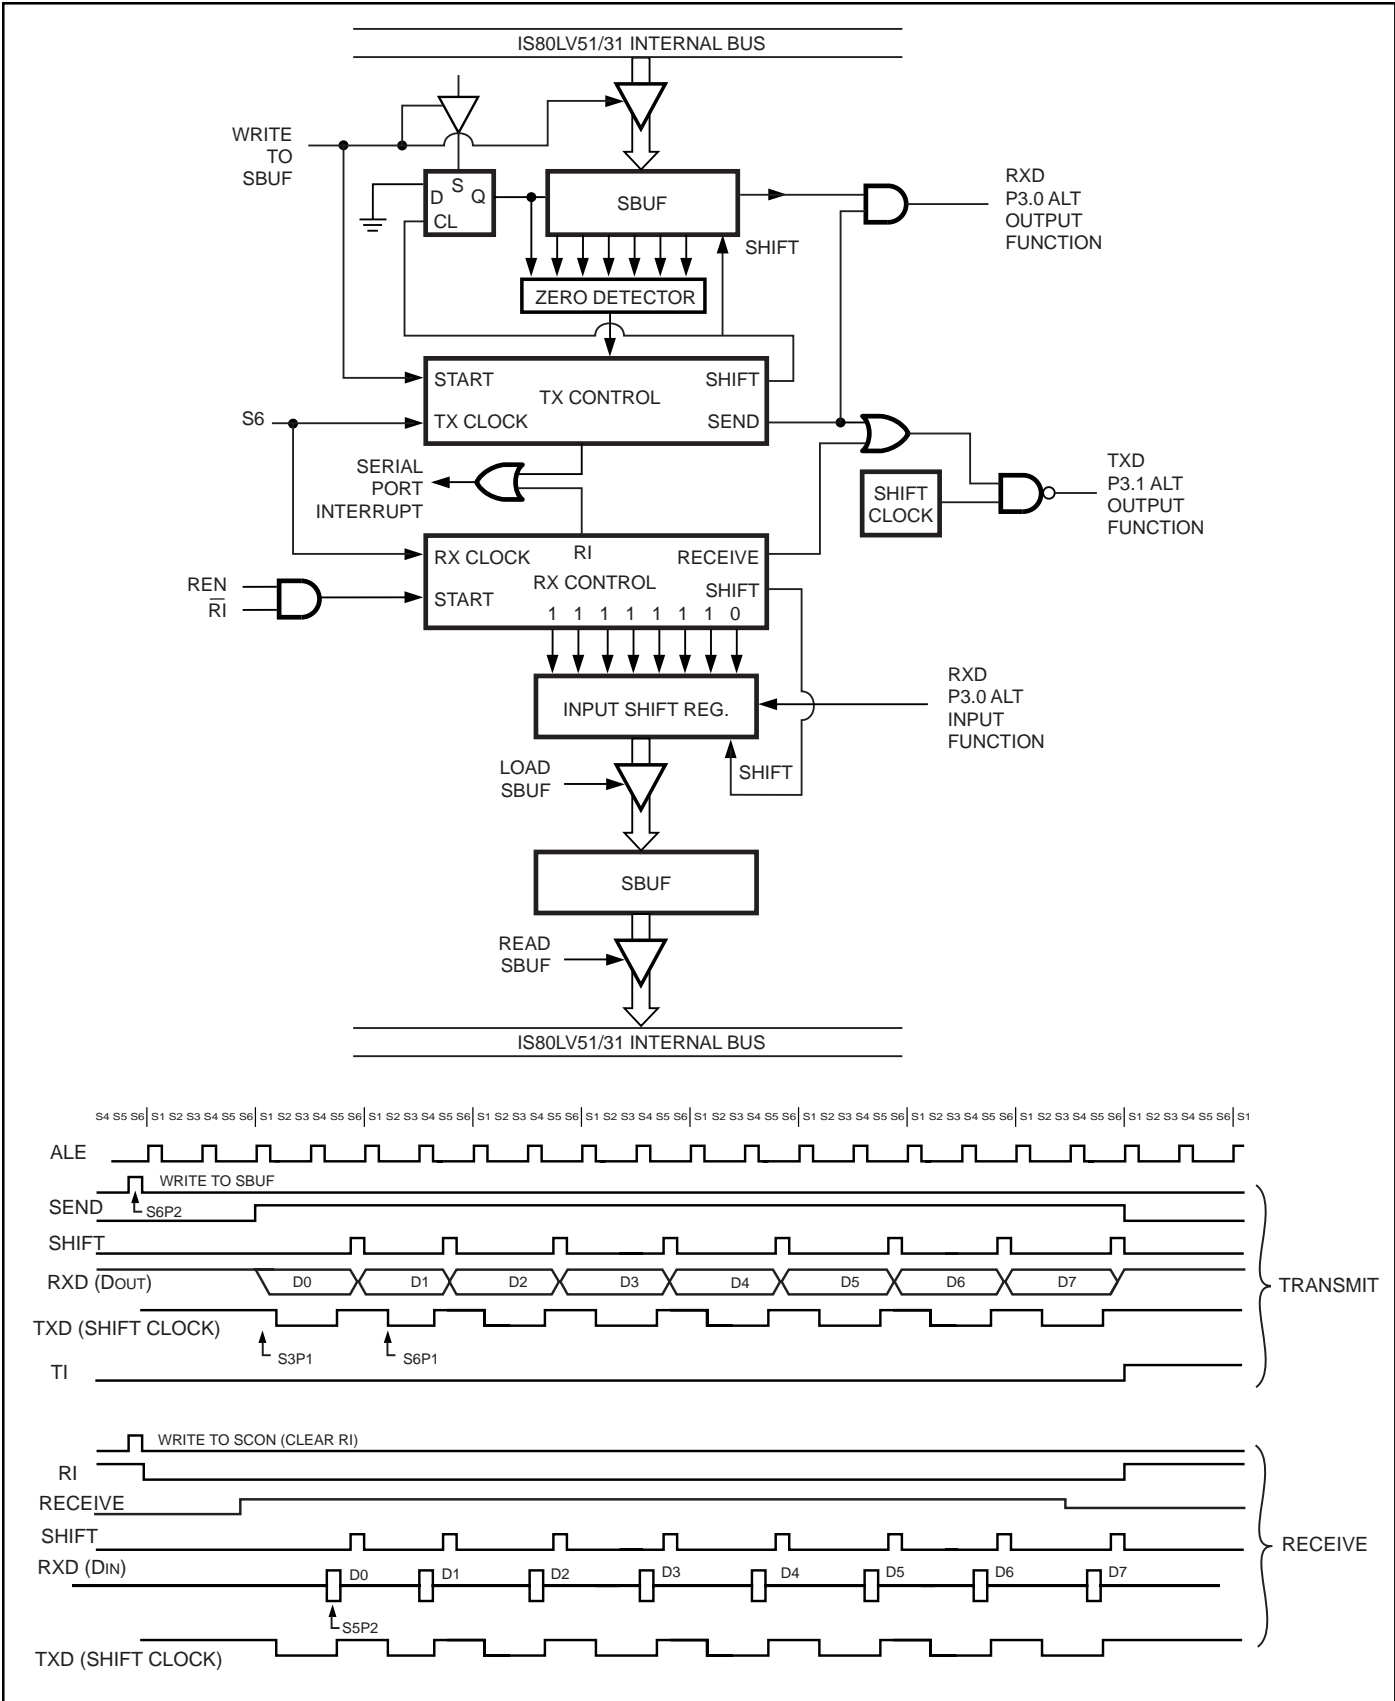 IS80LV51/31 INTERNAL BUS
WRITE
TO
SBUF
D S Q
CL
SBUF
SHIFT
RXD
P3.0 ALT
OUTPUT
FUNCTION
ZERO DETECTOR
START
SHIFT
TX CONTROL
S6
TX CLOCK
SEND
SERIAL
PORT
INTERRUPT
SHIFT
CLOCK
TXD
P3.1 ALT
OUTPUT
FUNCTION
RX CLOCK
RI
RECEIVE
RX CONTROL
SHIFT
REN
RI
START
1 1 1 1 1 1 1 0
INPUT SHIFT REG.
RXD
P3.0 ALT
INPUT
FUNCTION
LOAD
SBUF
SHIFT
SBUF
READ
SBUF
IS80LV51/31 INTERNAL BUS
S4 S5 S6 S1 S2 S3 S4 S5 S6 S1 S2 S3 S4 S5 S6 S1 S2 S3 S4 S5 S6 S1 S2 S3 S4 S5 S6 S1 S2 S3 S4 S5 S6 S1 S2 S3 S4 S5 S6 S1 S2 S3 S4 S5 S6 S1 S2 S3 S4 S5 S6 S1 S2 S3 S4 S5 S6 S1 S2 S3 S4 S5 S6 S1
ALE
WRITE TO SBUF
SEND
S6P2
SHIFT
RXD (DOUT)
D0 D1 D2 D3 D4 D5 D6 D7
TRANSMIT
TXD (SHIFT CLOCK)
S3P1
S6P1
TI
WRITE TO SCON (CLEAR RI)
RI
RECEIVE
SHIFT
RECEIVE
RXD (DIN)
D0 D1 D2 D3 D4 D5 D6 D7
S5P2
TXD (SHIFT CLOCK)